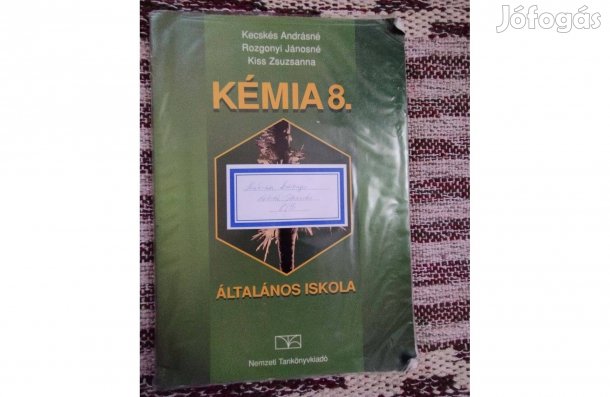 Jófogás
Kecskés Andrásné
Rozgonyi Jánosné
Kiss Zsuzsanna
KÉMIA 8.
ÁLTALÁNOS ISKOLA
Nemzeti Tankönyvkiadó